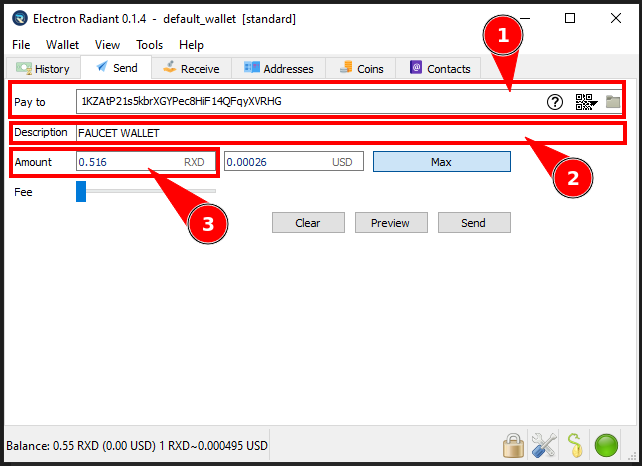 Electron Radiant 0.1.4 - default_wallet [standard]
File Wallet View Tools Help
1
History Send Receive Addresses Coins Contacts
Pay to 1KZAtP21s5kbrXGYPec8HiF14QFqyXVRHG
Description FAUCET WALLET
Amount 0.516 RXD 0.00026 USD Max
2
Fee
3
Clear Preview Send
Balance: 0.55 RXD (0.00 USD) 1 RXD~0.000495 USD